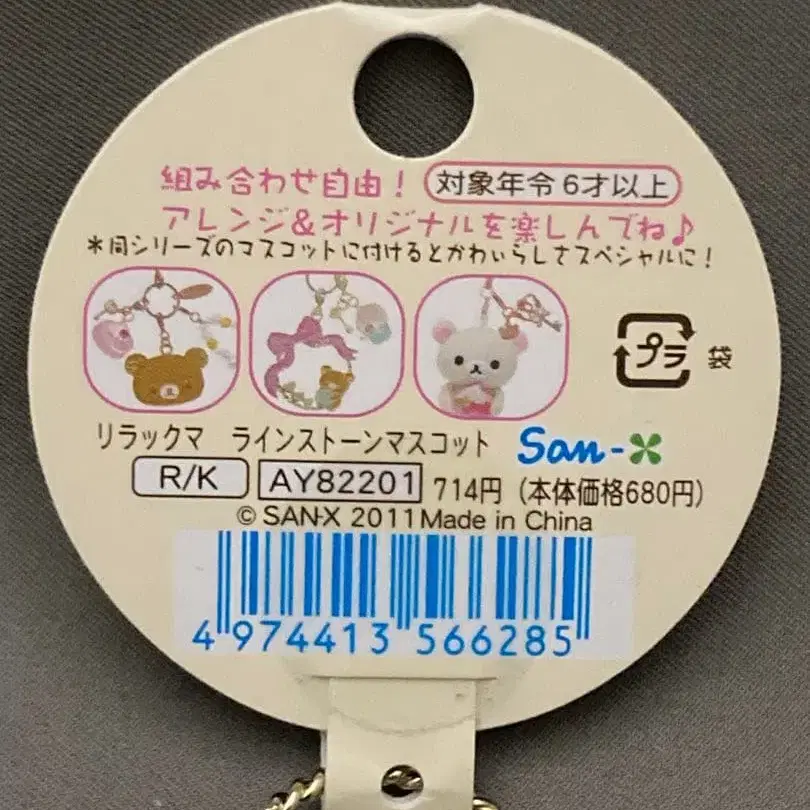 組み合わせ自由！
対象年令 6才以上
アレンジ&オリジナルを楽しんでね♪
*同シリーズのマスコットに付けるとかわいらしさスペシャルに！
プラ 袋
リラックマ ラインストーンマスコット San-X
R/K AY82201 714円（本体価格680円）
© SAN-X 2011 Made in China
4 974413 566285